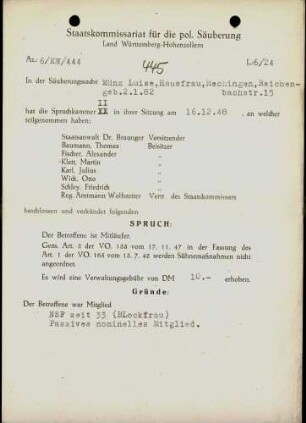 Staatskommissariat für die pol. Säuberung
Land Württemberg-Hohenzollern
Az. 6/KW/444
445
L/6/24
In der Säuberungssache Münz Luise, Hausfrau, Hechingen, Reichen-
geb. 2.1.82 bachstr.15
II
hat die Spruchkammer XX in ihrer Sitzung am 16.12.48, an welcher
teilgenommen haben:
Staatsanwalt Dr. Braunger Vorsitzender
Baumann, Thomas Beisitzer
Fischer, Alexander „
Klett, Martin „
Karl, Julius „
Wick, Otto „
Schley, Friedrich „
Reg. Amtmann Vertr. des Staatskommissars
beschlossen und verkündet folgenden
SPRUCH:
Der Betroffene ist Mitläufer.
Gem. Art. 2 der VO. 133 vom 17. 11. 47 in der Fassung des
Art. 1 der VO. 165 vom 13. 7. 48 werden Sühnemaßnahmen nicht
angeordnet.
Es wird eine Verwaltungsgebühr von DM 10.- erhoben.
Gründe:
Der Betroffene war Mitglied
NSF seit 33 (BLockfrau)
Passives nominelles Mitglied.